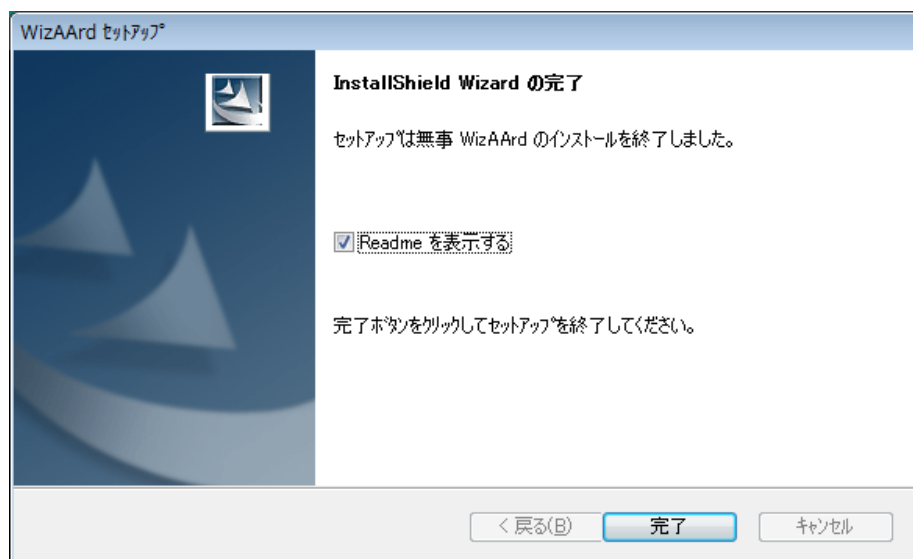 WizAArd ｾｯﾄｱｯﾌﾟ
InstallShield Wizard の完了
ｾｯﾄｱｯﾌﾟは無事 WizAArd のｲﾝｽﾄｰﾙを終了しました。
Readme を表示する
完了ﾎﾞﾀﾝをｸﾘｯｸしてｾｯﾄｱｯﾌﾟを終了してください。
< 戻る(B)
完了
ｷｬﾝｾﾙ